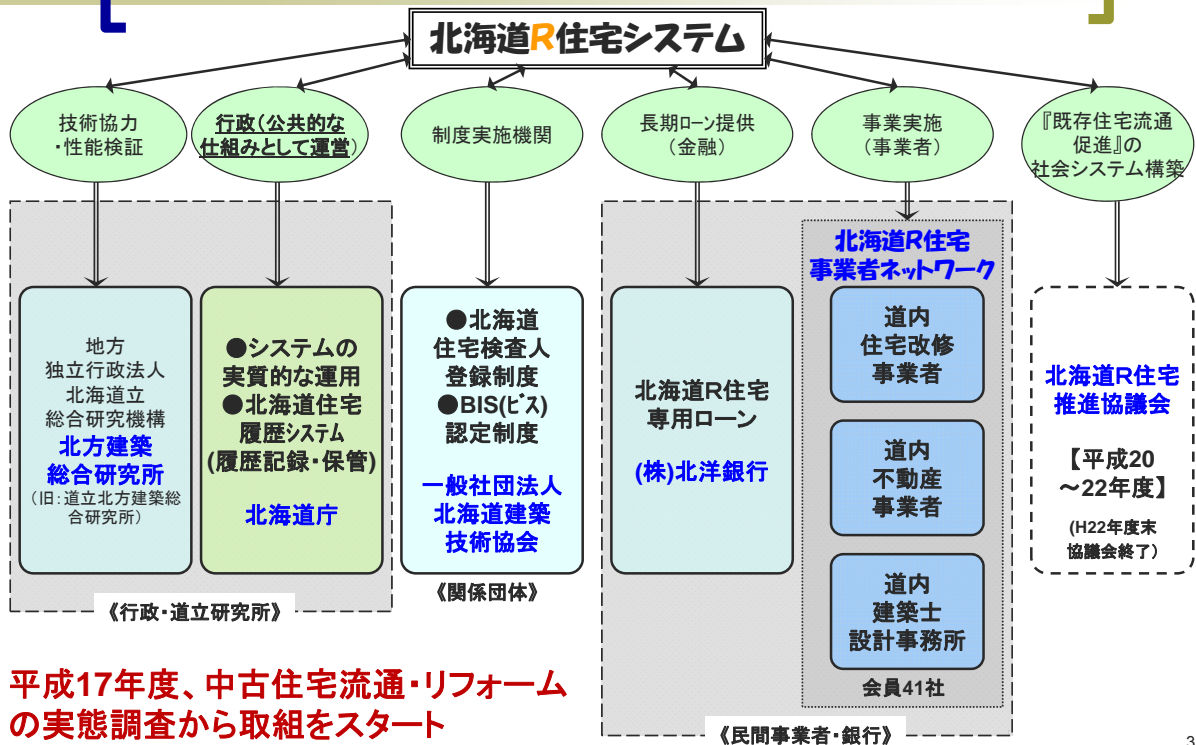 北海道R住宅システム
技術協力
・性能検証
行政(公共的な
仕組みとして運営)
制度実施機関
長期ローン提供
(金融)
事業実施
(事業者)
『既存住宅流通
促進』の
社会システム構築
地方
独立行政法人
北海道立
総合研究機構
北方建築
総合研究所
(旧：道立北方建築総
合研究所)
●システムの
実質的な運用
●北海道住宅
履歴システム
(履歴記録・保管)
北海道庁
《行政・道立研究所》
●北海道
住宅検査人
登録制度
●BIS(ビス)
認定制度
一般社団法人
北海道建築
技術協会
《関係団体》
北海道R住宅
専用ローン
(株)北洋銀行
北海道R住宅
事業者ネットワーク
道内
住宅改修
事業者
道内
不動産
事業者
道内
建築士
設計事務所
会員41社
《民間事業者・銀行》
北海道R住宅
推進協議会
【平成20
～22年度】
(H22年度末
協議会終了)
平成17年度、中古住宅流通・リフォーム
の実態調査から取組をスタート
3